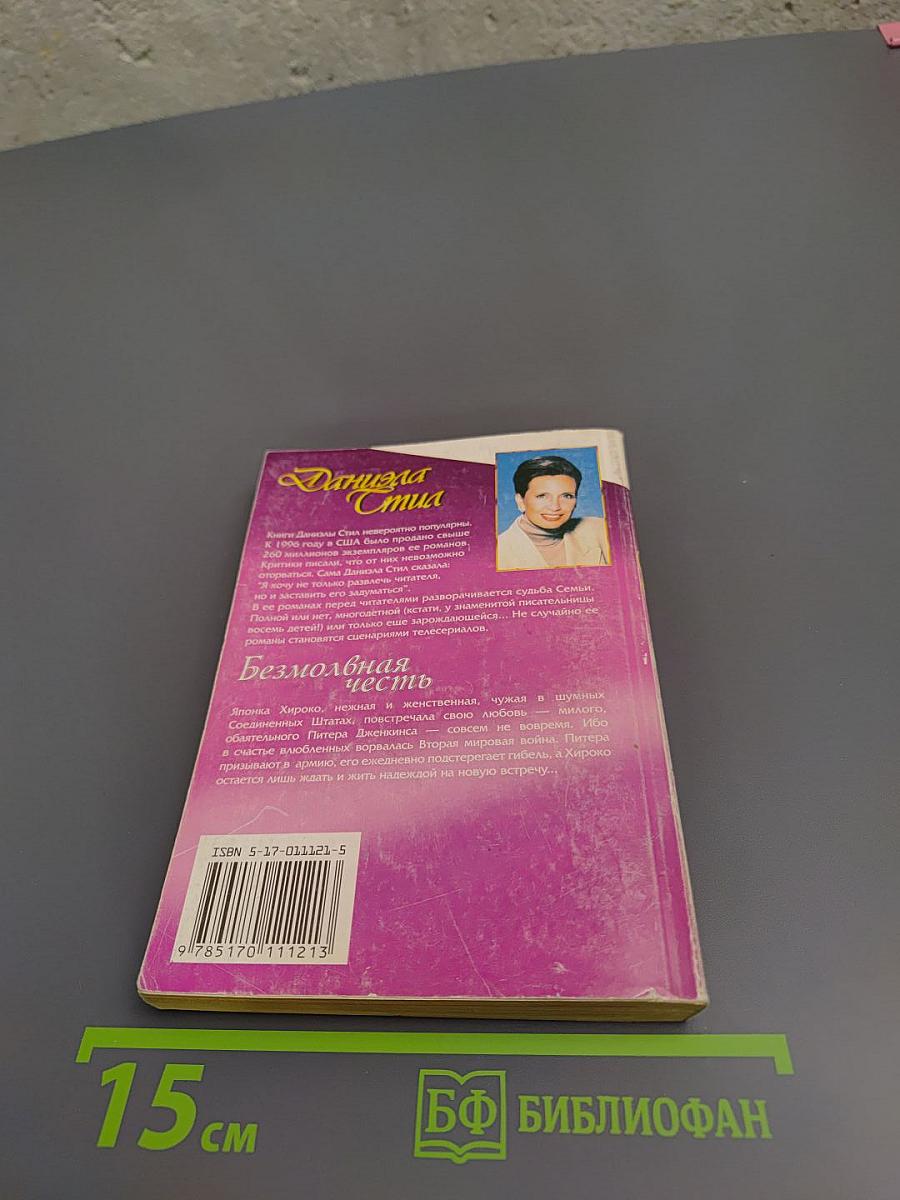 Даниэла
Стил
Книги Даниэлы Стил невероятно популярны.
К 1996 году в США было продано свыше
260 миллионов экземпляров ее романов.
Критики писали, что от них невозможно
оторваться. Сама Даниэла Стил сказала:
"Я хочу не только развлечь читателя,
но и заставить его задуматься".
В ее романах перед читателями разворачивается судьба Семьи.
Полной или нет, многодетной (кстати, у знаменитой писательницы
восемь детей!) или только еще зарождающейся... Не случайно ее
романы становятся сценариями телесериалов.
Безмолвная
честь
Японка Хироко, нежная и женственная, чужая в шумных
Соединенных Штатах, повстречала свою любовь — милого,
обаятельного Питера Дженкинса — совсем не вовремя. Ибо
в счастье влюбленных ворвалась Вторая мировая война. Питера
призывают в армию, его ежедневно подстерегает гибель, а Хироко
остается лишь ждать и жить надеждой на новую встречу...
ISBN 5-17-011121-5
9 785170 111213
15 см
БФ БИБЛИОФАН